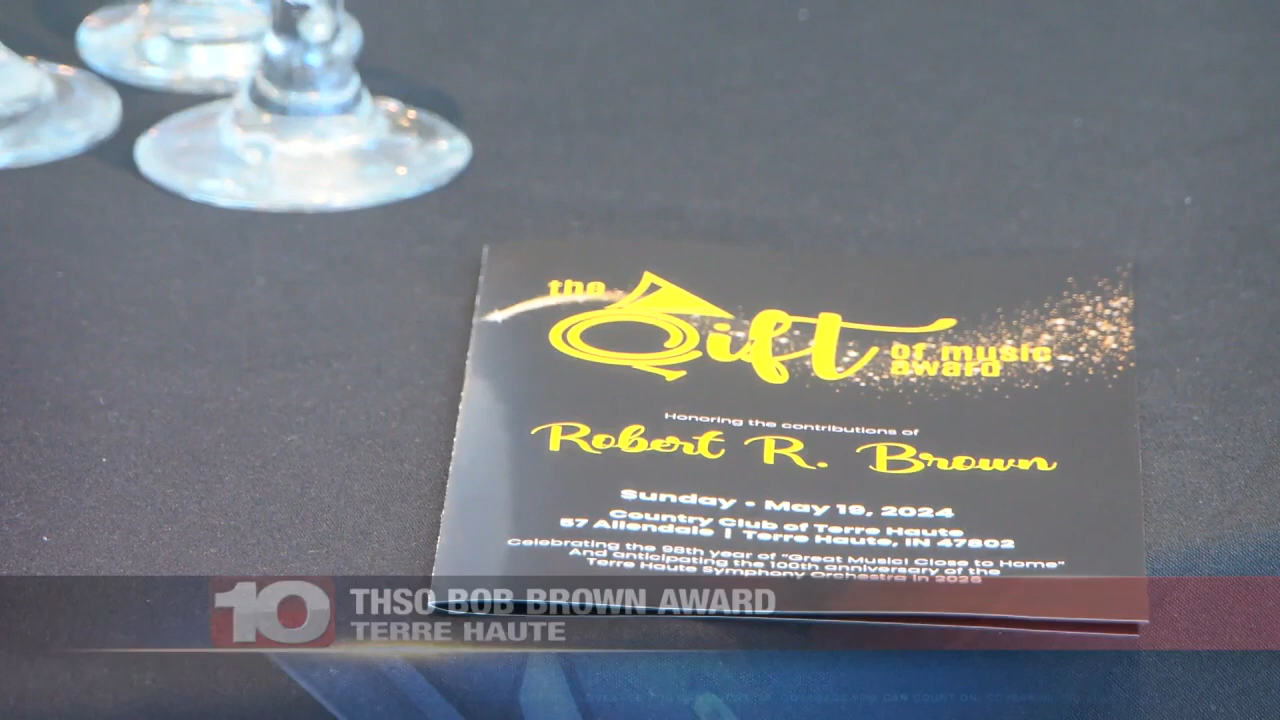 the
Gift
of music
award
Honoring the contributions of
Robert R. Brown
Sunday • May 19, 2024
Country Club of Terre Haute
57 Allendale | Terre Haute, IN 47802
Celebrating the 98th year of "Great Music! Close to Home"
And anticipating the 100th anniversary of the
Terre Haute Symphony Orchestra in 2026
10
THSO BOB BROWN AWARD
TERRE HAUTE